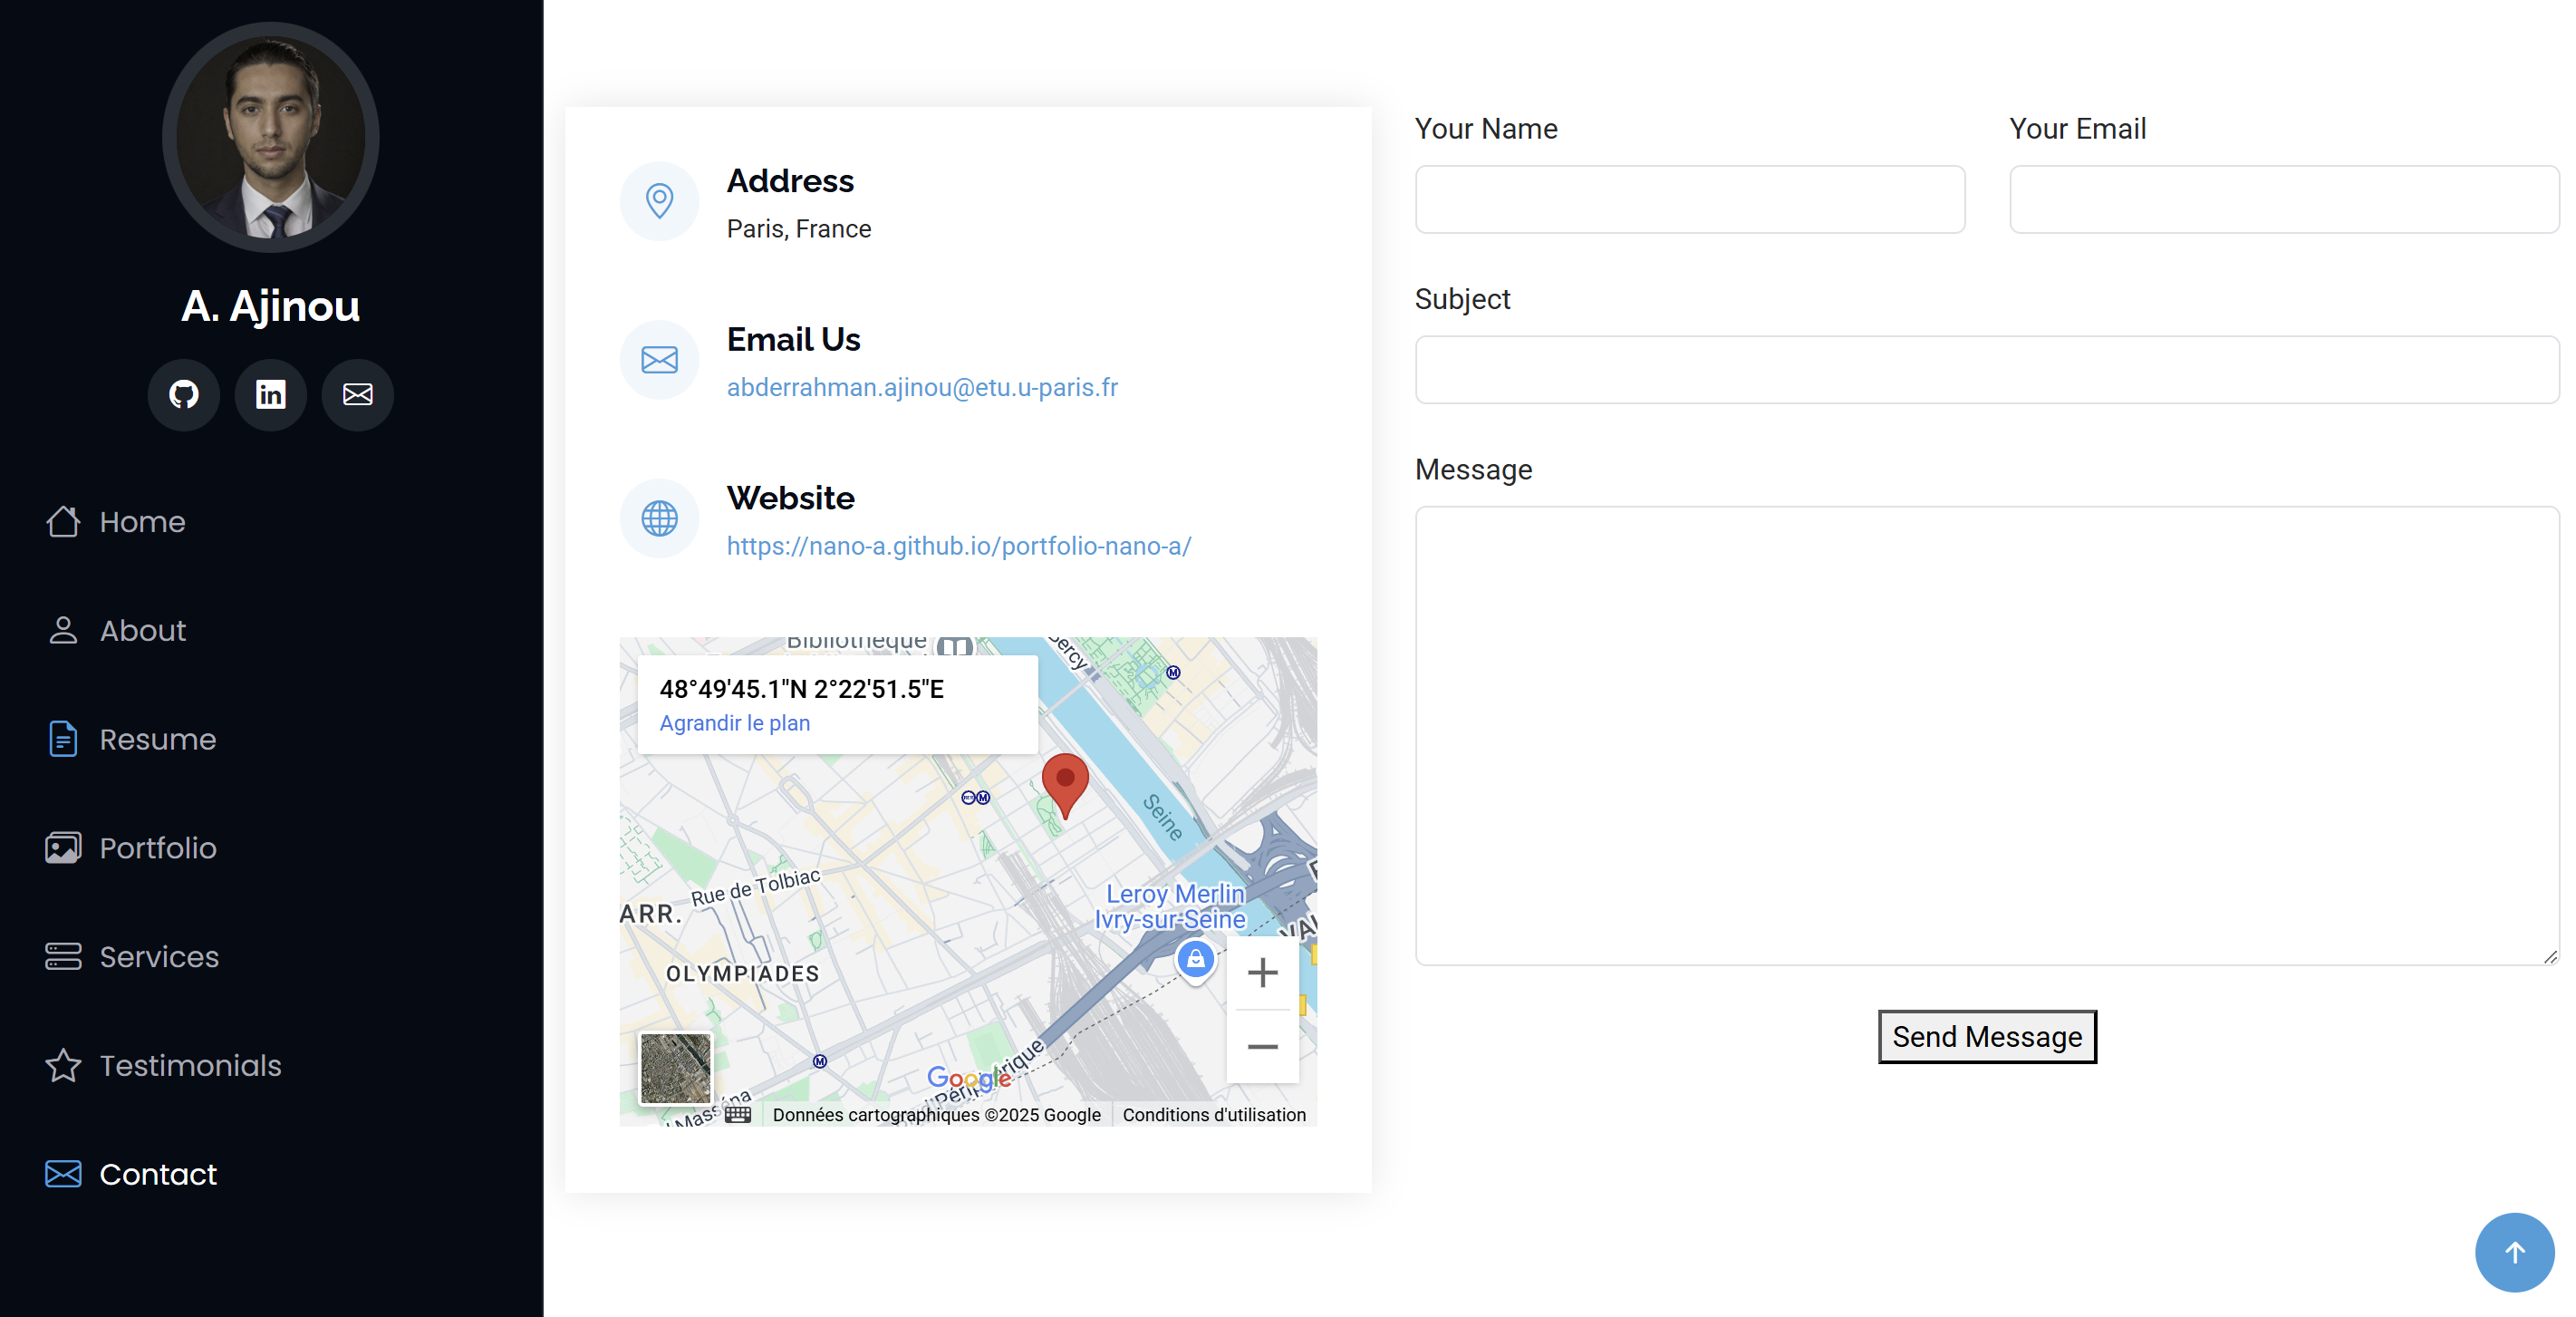 A. Ajinou
Home
About
Resume
Portfolio
Services
Testimonials
Contact
Address
Paris, France
Email Us
abderrahman.ajinou@etu.u-paris.fr
Website
https://nano-a.github.io/portfolio-nano-a/
Bibliothèque
Bercy
48°49'45.1"N 2°22'51.5"E
Agrandir le plan
Seine
Rue de Tolbiac
ARR.
Leroy Merlin
Ivry-sur-Seine
OLYMPIADES
Google
Données cartographiques ©2025 Google
Conditions d'utilisation
Your Name
Your Email
Subject
Message
Send Message